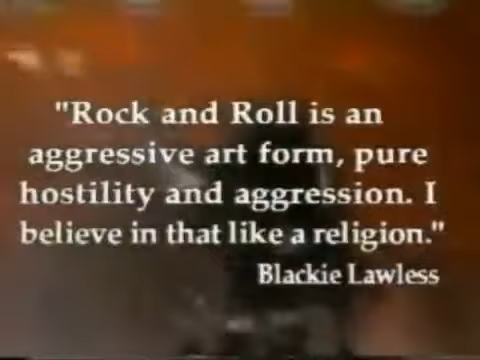 "Rock and Roll is an
aggressive art form, pure
hostility and aggression. I
believe in that like a religion."
Blackie Lawless